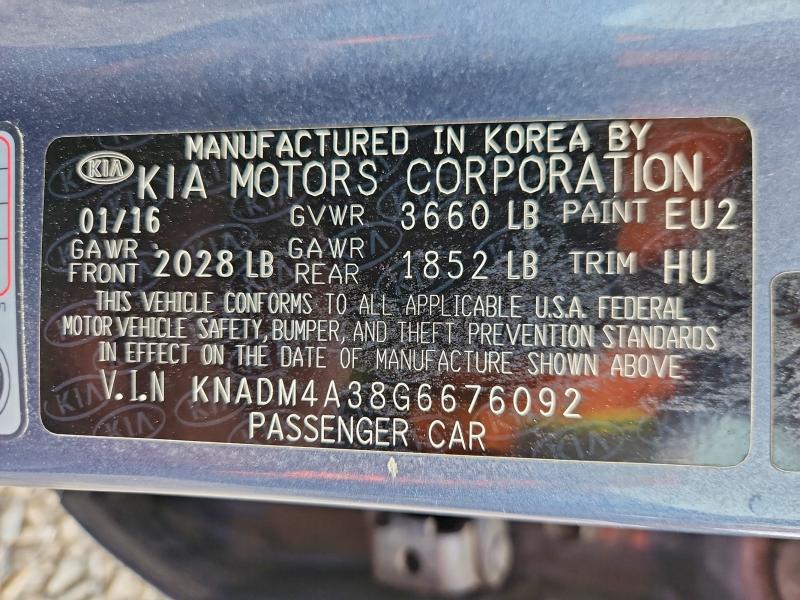 MANUFACTURED IN KOREA BY
KIA KIA MOTORS CORPORATION
01/16 GVWR 3660 LB PAINT EU2
GAWR FRONT 2028 LB GAWR REAR 1852 LB TRIM HU
THIS VEHICLE CONFORMS TO ALL APPLICABLE U.S.A. FEDERAL
MOTOR VEHICLE SAFETY, BUMPER, AND THEFT PREVENTION STANDARDS
IN EFFECT ON THE DATE OF MANUFACTURE SHOWN ABOVE
V.I.N KNADM4A38G6676092
PASSENGER CAR